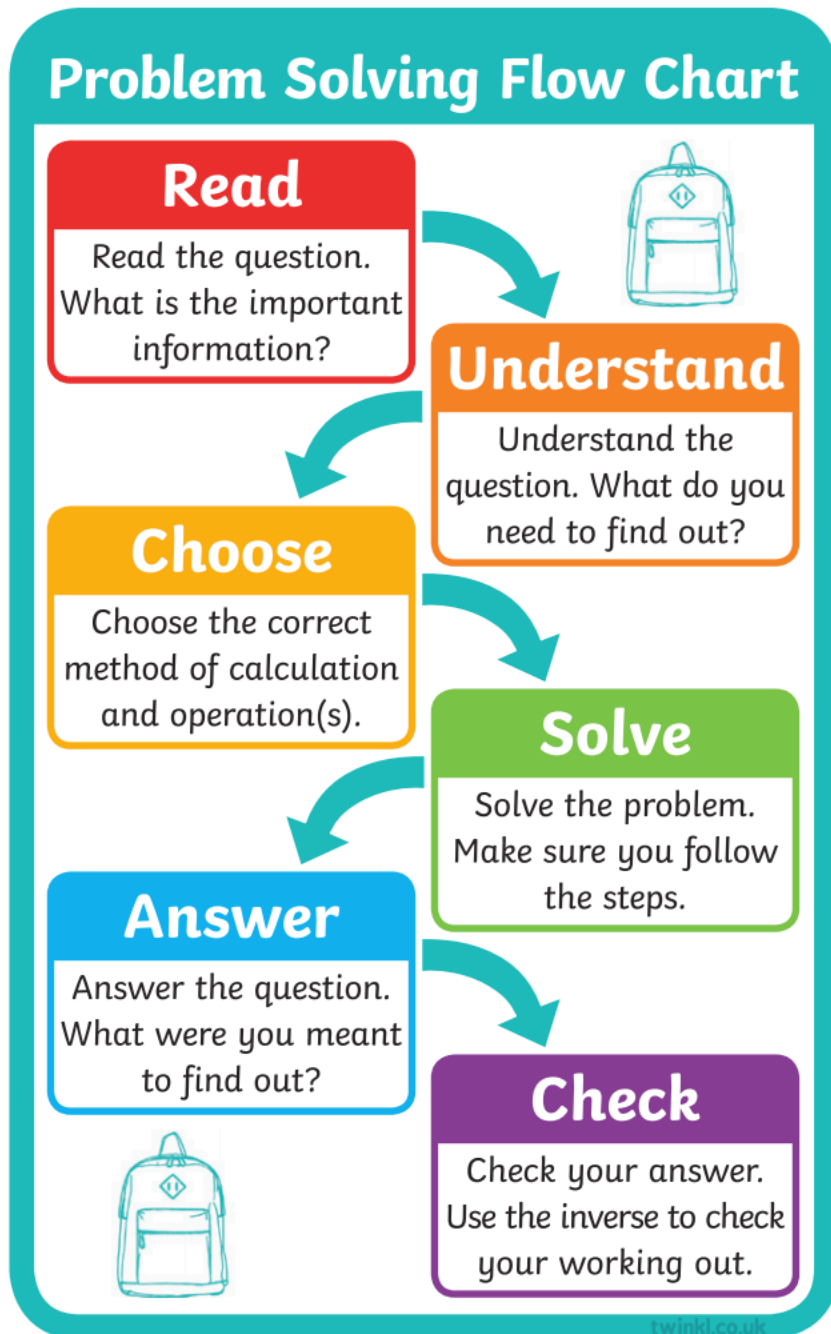 Problem Solving Flow Chart
Read
Read the question.
What is the important
information?
Understand
Understand the
question. What do you
need to find out?
Choose
Choose the correct
method of calculation
and operation(s).
Solve
Solve the problem.
Make sure you follow
the steps.
Answer
Answer the question.
What were you meant
to find out?
Check
Check your answer.
Use the inverse to check
your working out.
twinkl.co.uk